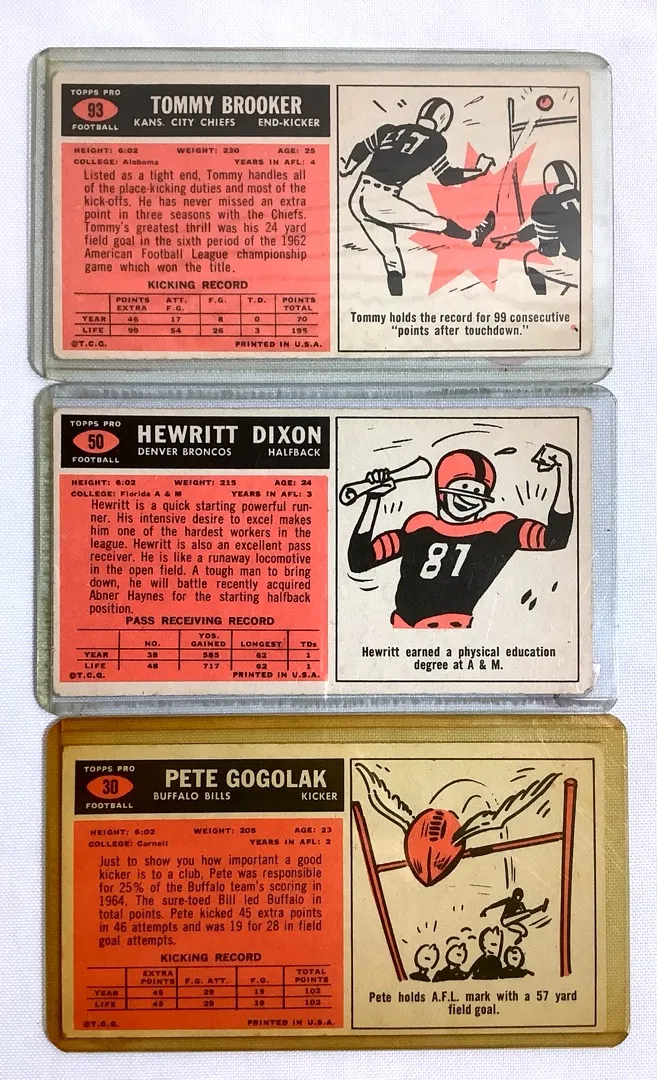 TOPPS PRO
93
FOOTBALL
TOMMY BROOKER
KANS. CITY CHIEFS END-KICKER
HEIGHT: 6:02 WEIGHT: 230 AGE: 25
COLLEGE: Alabama YEARS IN AFL: 4
Listed as a tight end, Tommy handles all
of the place-kicking duties and most of the
kick-offs. He has never missed an extra
point in three seasons with the Chiefs.
Tommy's greatest thrill was his 24 yard
field goal in the sixth period of the 1962
American Football League championship
game which won the title.
KICKING RECORD
POINTS EXTRA ATT. F.G. F.G. T.D. POINTS TOTAL
YEAR 46 17 8 0 70
LIFE 99 54 26 3 195
©T.C.G. PRINTED IN U.S.A.
17
Tommy holds the record for 99 consecutive
"points after touchdown."
TOPPS PRO
50
FOOTBALL
HEWRITT DIXON
DENVER BRONCOS HALFBACK
HEIGHT: 6:02 WEIGHT: 215 AGE: 24
COLLEGE: Florida A & M YEARS IN AFL: 3
Hewritt is a quick starting powerful run-
ner. His intensive desire to excel makes
him one of the hardest workers in the
league. Hewritt is also an excellent pass
receiver. He is like a runaway locomotive
in the open field. A tough man to bring
down, he will battle recently acquired
Abner Haynes for the starting halfback
position.
PASS RECEIVING RECORD
NO. YDS. GAINED LONGEST TDs
YEAR 38 585 62 1
LIFE 48 717 62 1
©T.C.G. PRINTED IN U.S.A.
81
Hewritt earned a physical education
degree at A & M.
TOPPS PRO
30
FOOTBALL
PETE GOGOLAK
BUFFALO BILLS KICKER
HEIGHT: 6:02 WEIGHT: 205 AGE: 23
COLLEGE: Cornell YEARS IN AFL: 2
Just to show you how important a good
kicker is to a club, Pete was responsible
for 25% of the Buffalo team's scoring in
1964. The sure-toed Bill led Buffalo in
total points. Pete kicked 45 extra points
in 46 attempts and was 19 for 28 in field
goal attempts.
KICKING RECORD
EXTRA POINTS F.G. ATT. F.G. TOTAL POINTS
YEAR 45 29 19 102
LIFE 45 29 19 102
©T.C.G. PRINTED IN U.S.A.
Pete holds A.F.L. mark with a 57 yard
field goal.